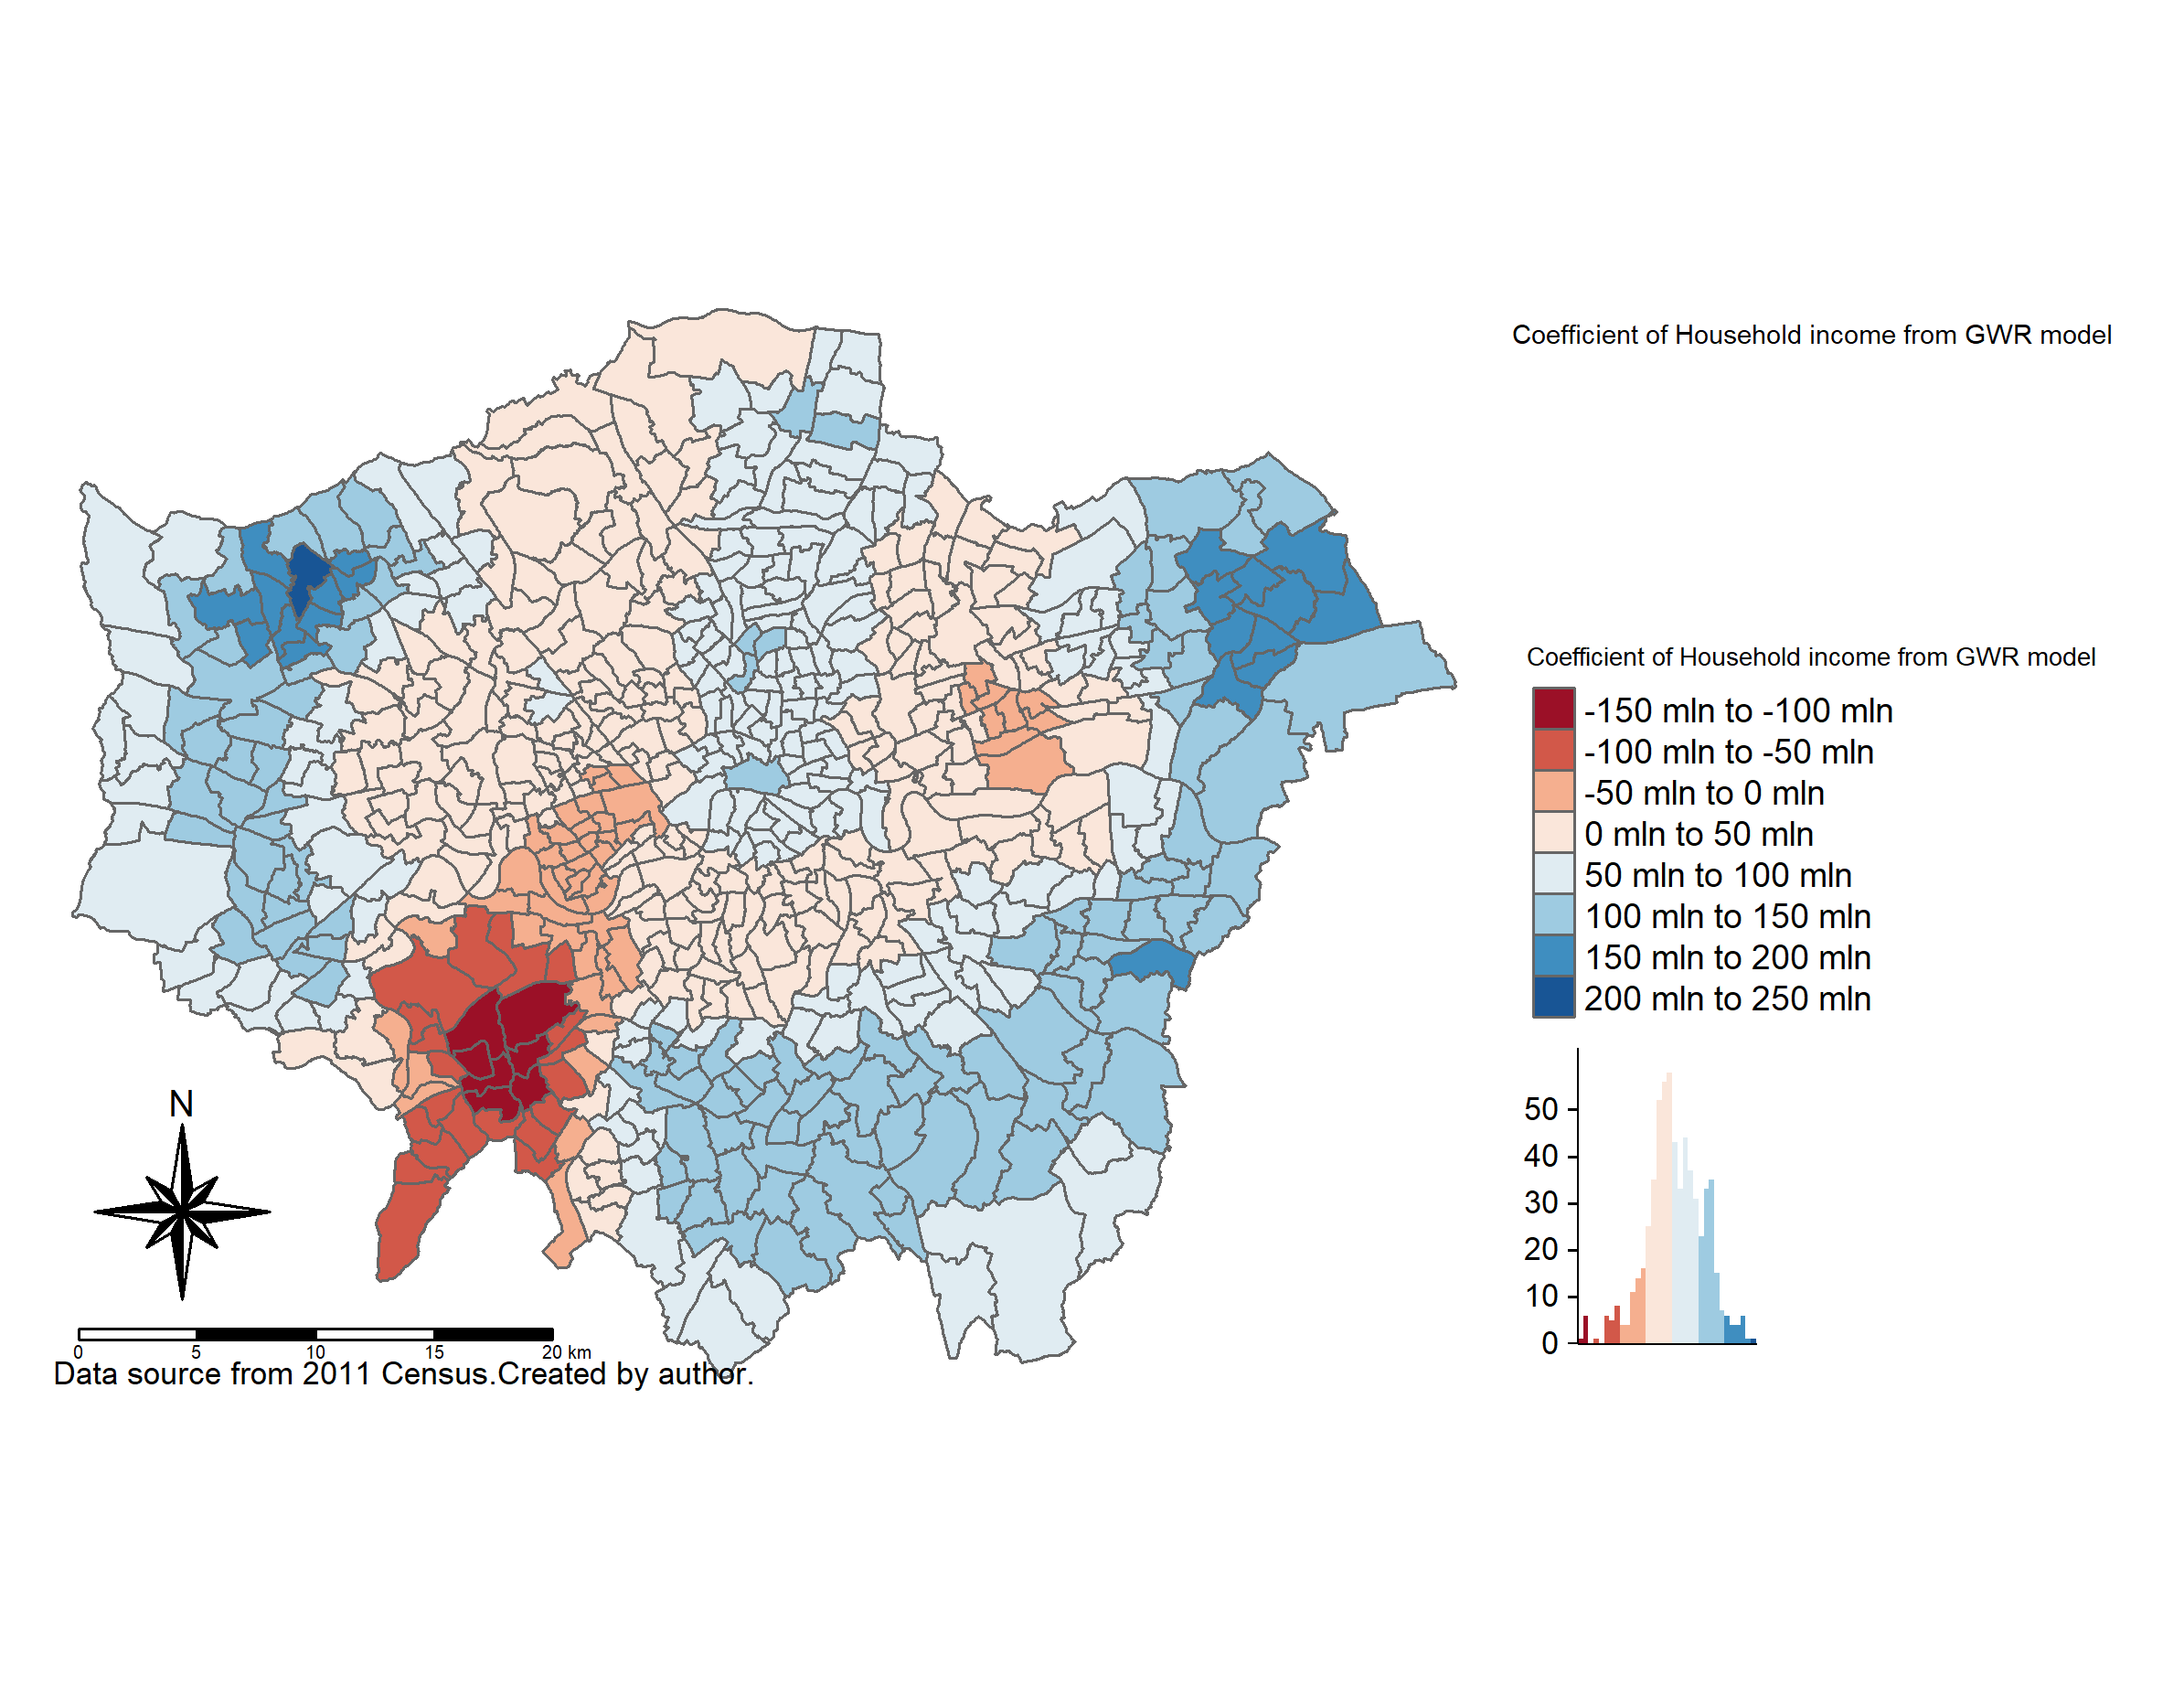 Coefficient of Household income from GWR model
Coefficient of Household income from GWR model
-150 mln to -100 mln
-100 mln to -50 mln
-50 mln to 0 mln
0 mln to 50 mln
50 mln to 100 mln
100 mln to 150 mln
150 mln to 200 mln
200 mln to 250 mln
50
40
30
20
10
0
N
0 5 10 15 20 km
Data source from 2011 Census.Created by author.